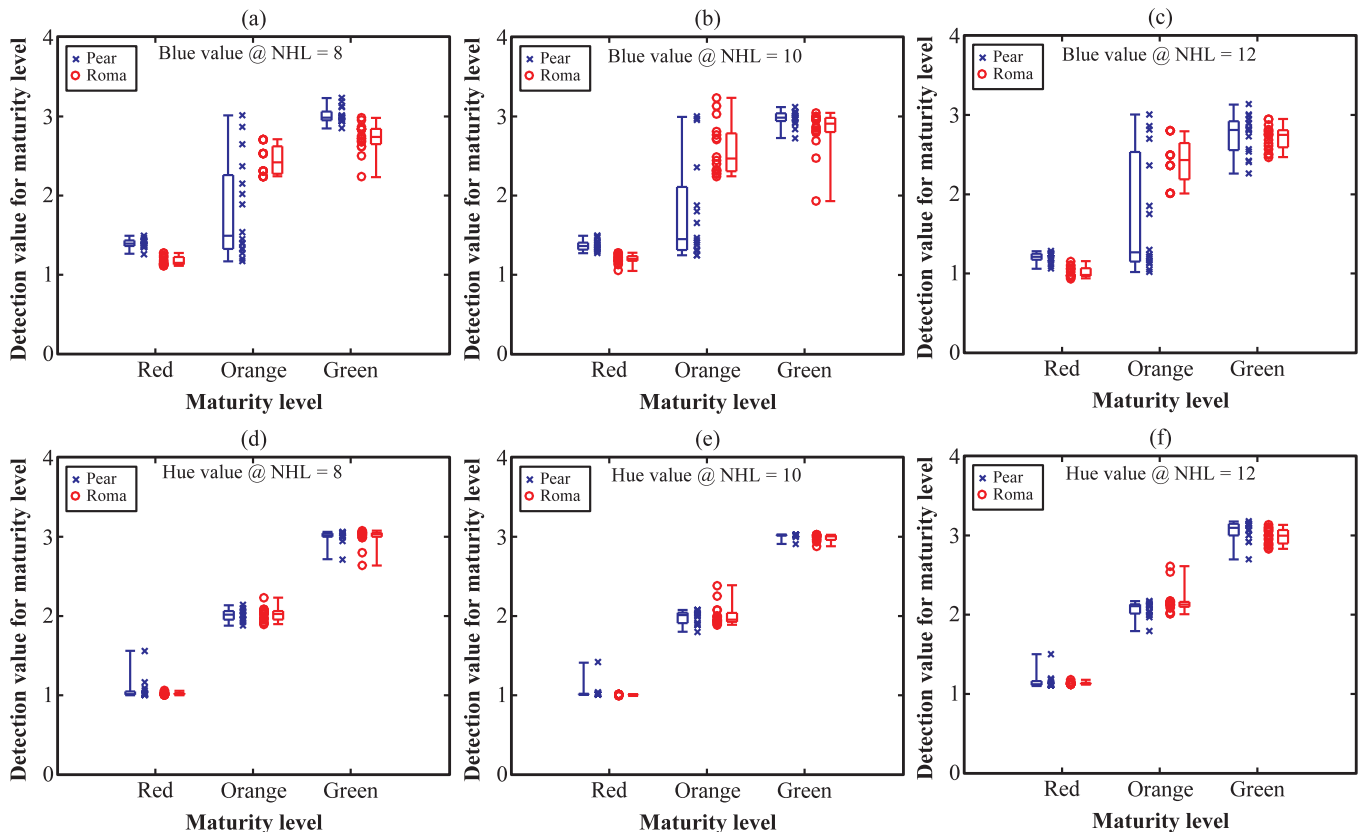 (a)
Blue value @ NHL = 8
Pear
Roma
Detection value for maturity level
4
3
2
1
0
Red Orange Green
Maturity level
(b)
Blue value @ NHL = 10
Pear
Roma
Detection value for maturity level
4
3
2
1
0
Red Orange Green
Maturity level
(c)
Blue value @ NHL = 12
Pear
Roma
Detection value for maturity level
4
3
2
1
0
Red Orange Green
Maturity level
(d)
Hue value @ NHL = 8
Pear
Roma
Detection value for maturity level
4
3
2
1
0
Red Orange Green
Maturity level
(e)
Hue value @ NHL = 10
Pear
Roma
Detection value for maturity level
4
3
2
1
0
Red Orange Green
Maturity level
(f)
Hue value @ NHL = 12
Pear
Roma
Detection value for maturity level
4
3
2
1
0
Red Orange Green
Maturity level